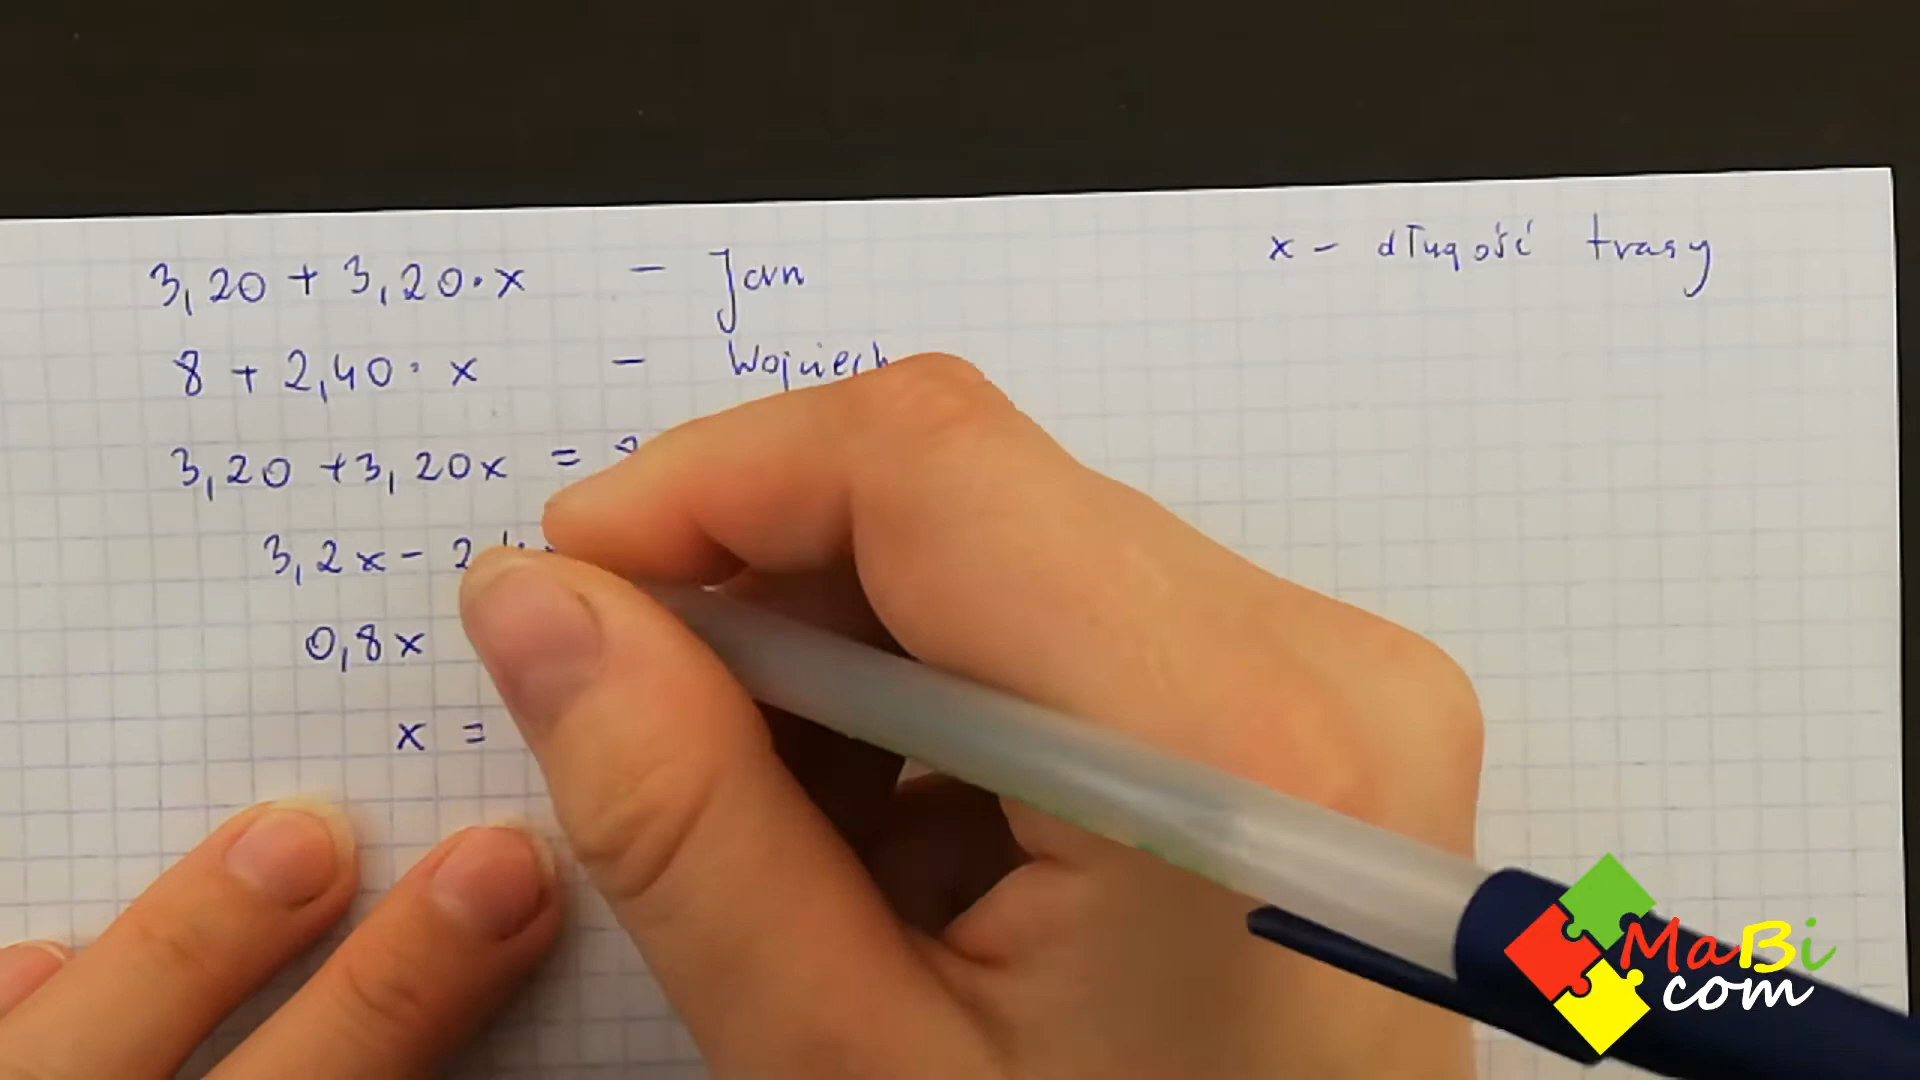 3,20 + 3,20·x – Jan
x – długość trasy
8 + 2,40· x – Wojciech
3,20 +3,20x =
3,2x – 2
0,8x
x =
MaBi
com